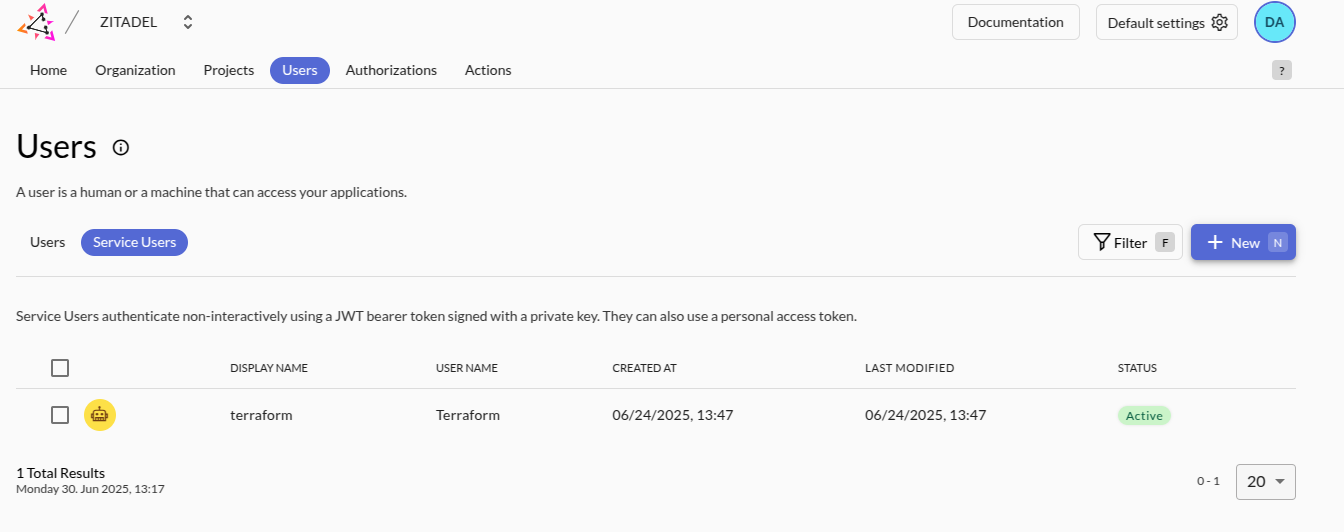 ZITADEL
Documentation
Default settings
DA
Home Organization Projects Users Authorizations Actions
?
Users
A user is a human or a machine that can access your applications.
Users Service Users
Filter F
New N
Service Users authenticate non-interactively using a JWT bearer token signed with a private key. They can also use a personal access token.
DISPLAY NAME USER NAME CREATED AT LAST MODIFIED STATUS
terraform Terraform 06/24/2025, 13:47 06/24/2025, 13:47 Active
1 Total Results
Monday 30. Jun 2025, 13:17
0 - 1 20